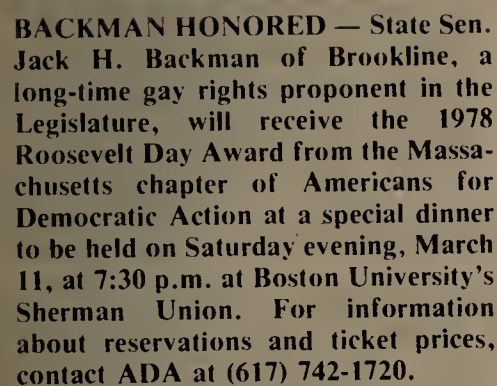 BACKMAN HONORED — State Sen.
Jack H. Backman of Brookline, a
long-time gay rights proponent in the
Legislature, will receive the 1978
Roosevelt Day Award from the Massa-
chusetts chapter of Americans for
Democratic Action at a special dinner
to be held on Saturday evening, March
11, at 7:30 p.m. at Boston University's
Sherman Union. For information
about reservations and ticket prices,
contact ADA at (617) 742-1720.